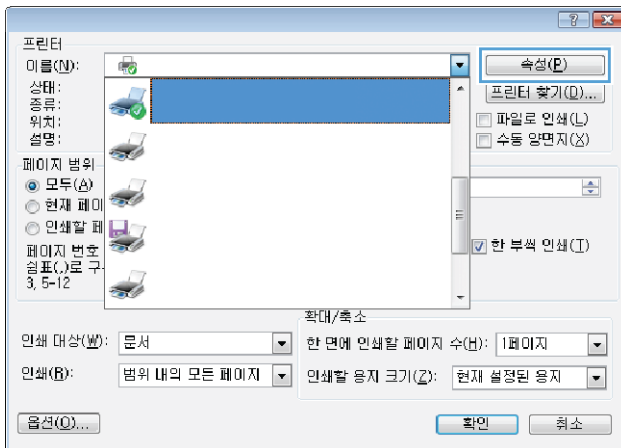 프린터
이름(N):
속성(P)
상태:
프린터 찾기(D)...
종류:
위치:
파일로 인쇄(L)
설명:
수동 양면지(X)
페이지 범위
모두(A)
현재 페이
인쇄할 페
페이지 번호
한 부씩 인쇄(T)
쉼표(,)로 구
3, 5-12
확대/축소
인쇄 대상(W): 문서
한 면에 인쇄할 페이지 수(H): 1페이지
인쇄(R): 범위 내의 모든 페이지
인쇄할 용지 크기(Z): 현재 설정된 용지
옵션(O)...
확인
취소